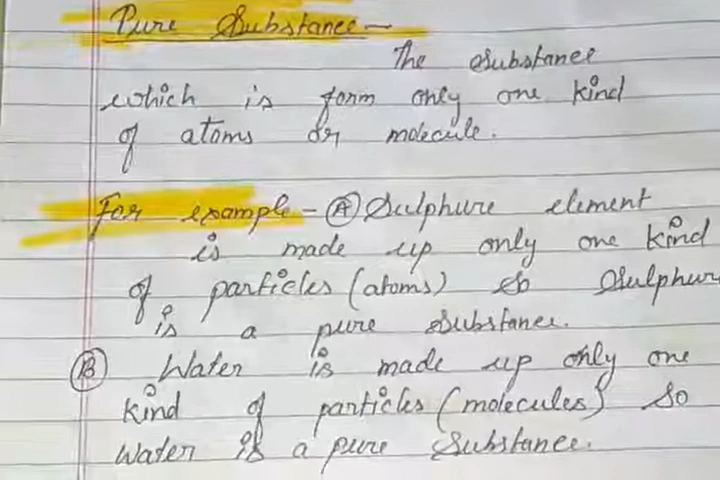 Pure Substance -
The Substance
which is form only one kind
of atoms or molecule.
For example - (A) Sulphure element
is made up only one kind
of particles (atoms) so Sulphur
is a pure substance.
(B) Water is made up only one
kind of particles (molecules) so
water is a pure Substance.